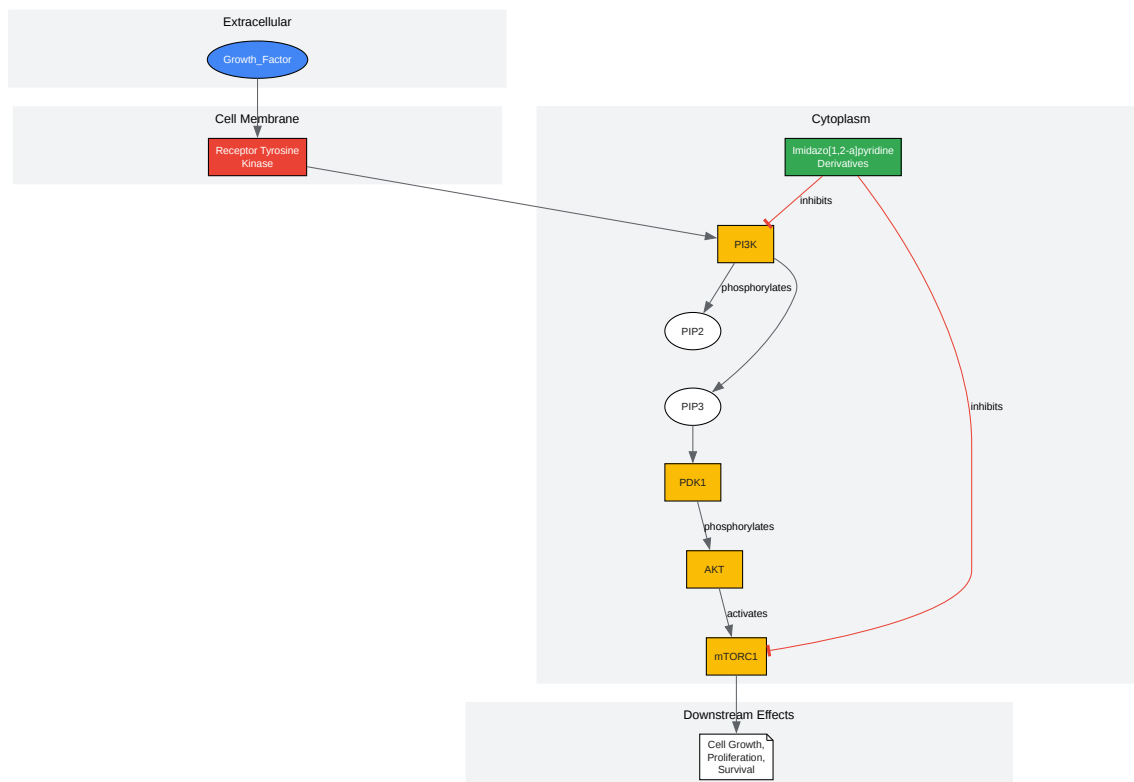 Extracellular
Growth_Factor
Cell Membrane
Receptor Tyrosine
Kinase
Cytoplasm
Imidazo[1,2-a]pyridine
Derivatives
inhibits
PI3K
phosphorylates
PIP2
PIP3
inhibits
PDK1
phosphorylates
AKT
activates
mTORC1
Downstream Effects
Cell Growth,
Proliferation,
Survival